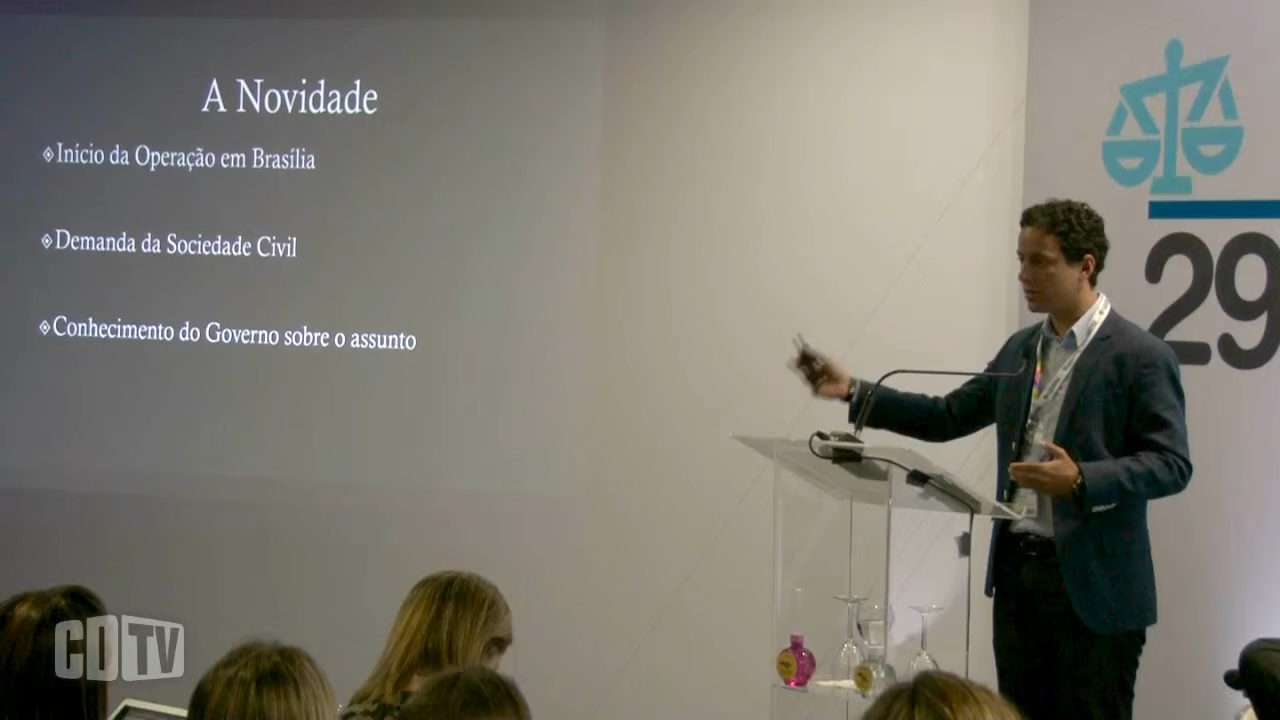 A Novidade
Início da Operação em Brasília
Demanda da Sociedade Civil
Conhecimento do Governo sobre o assunto
29
CDTV